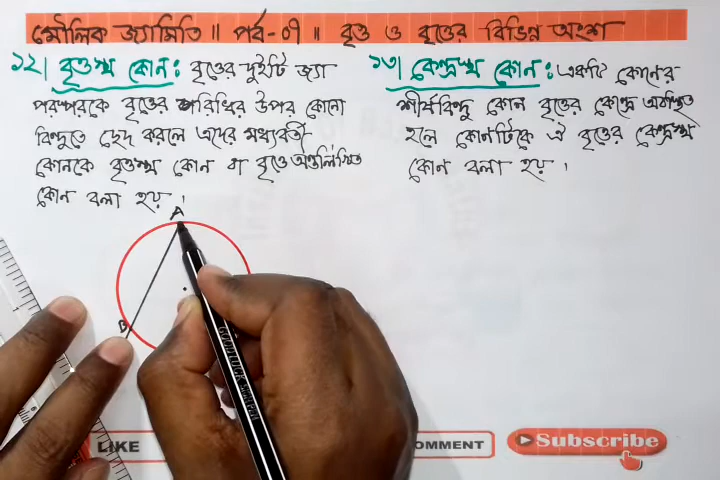 মৌলিক জ্যামিতি ॥ পর্ব-০৭ ॥ বৃত্ত ও বৃত্তের বিভিন্ন অংশ
১২| বৃত্তস্থ কোন: বৃত্তের দুইটি জ্যা
পরস্পরকে বৃত্তের পরিধির উপর কোনো
বিন্দুতে ছেদ করলে এদের মধ্যবর্তী
কোনকে বৃত্তস্থ কোন বা বৃত্তে অন্তর্লিখিত
কোন বলা হয়।
১৩| কেন্দ্রস্থ কোন: একটি কোনের
শীর্ষবিন্দু কোন বৃত্তের কেন্দ্রে অবস্থিত
হলে কোনটিকে ঐ বৃত্তের কেন্দ্রস্থ
কোন বলা হয়।
A
B
LIKE
OMMENT
Subscribe